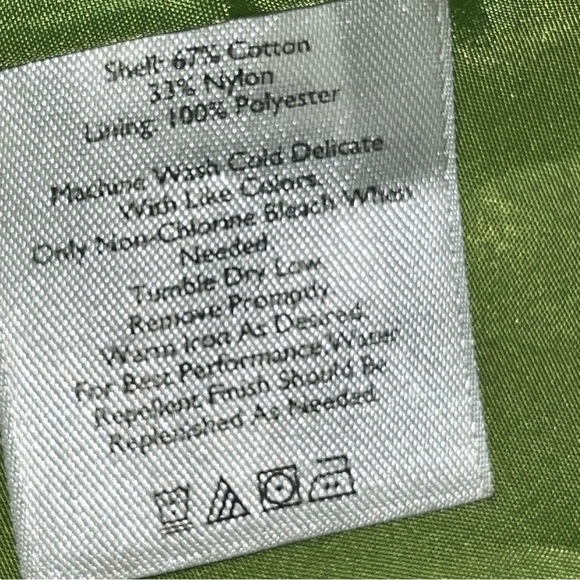 Shell: 67% Cotton
33% Nylon
Lining: 100% Polyester
Machine Wash Cold Delicate
With Like Colors.
Only Non-Chlorine Bleach When
Needed.
Tumble Dry Low.
Remove Promptly.
Warm Iron As Desired.
For Best Performance, Water
Repellent Finish Should Be
Replenished As Needed.